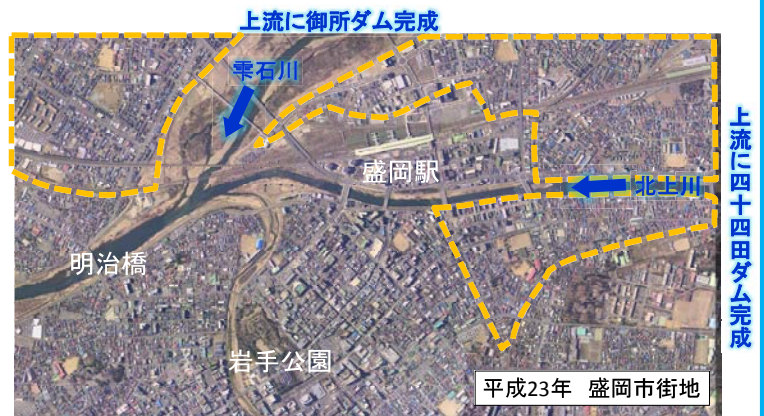 上流に御所ダム完成
雫石川
盛岡駅
北上川
上流に四十四田ダム完成
明治橋
岩手公園
平成23年 盛岡市街地